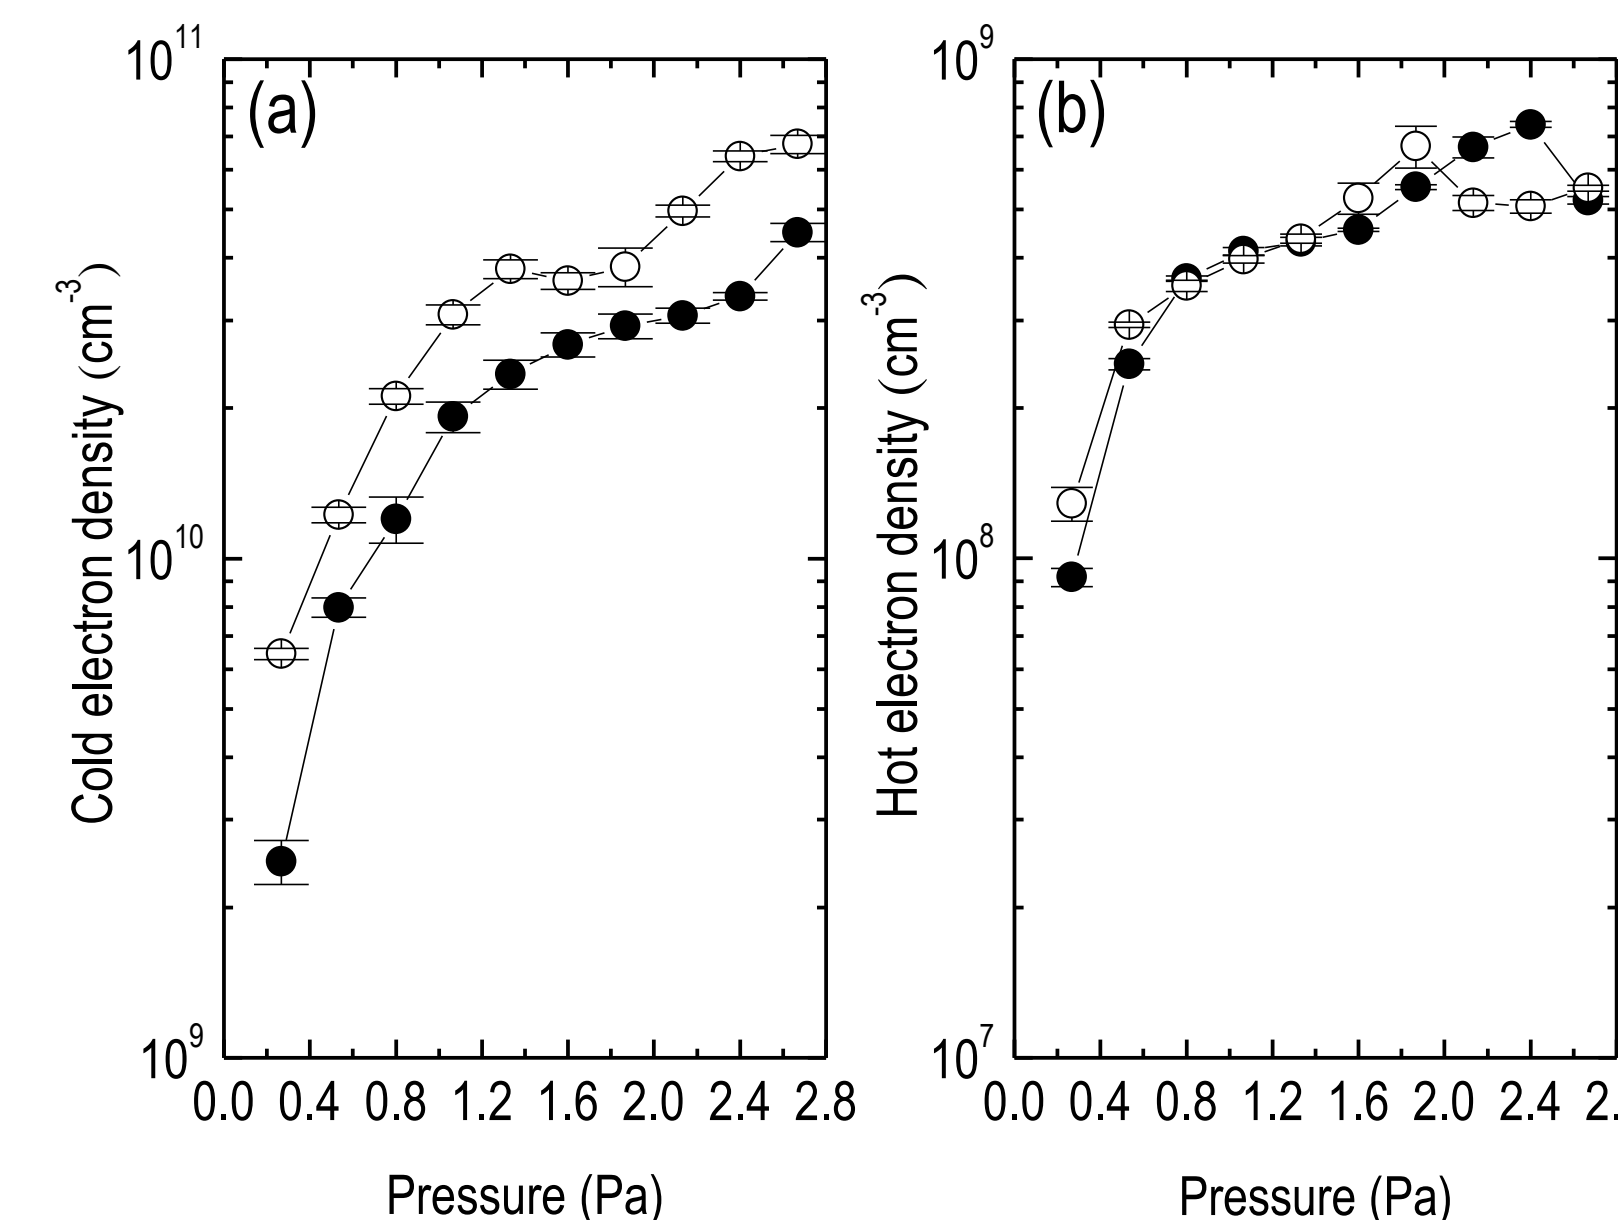 (a)
10^11
10^10
10^9
Cold electron density (cm^-3)
0.0 0.4 0.8 1.2 1.6 2.0 2.4 2.8
Pressure (Pa)
(b)
10^9
10^8
10^7
Hot electron density (cm^-3)
0.0 0.4 0.8 1.2 1.6 2.0 2.4 2.
Pressure (Pa)